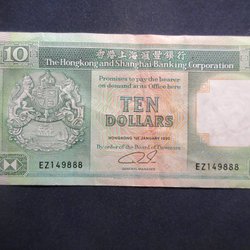 10
香港上海滙豐銀行
The Hongkong and Shanghai Banking Corporation
Promises to pay the bearer
on demand at its Office here
TEN
DOLLARS
HONGKONG 1ST JANUARY
By order of the Board of Directors
GENERAL MANAGER
EZ149888
EZ149888